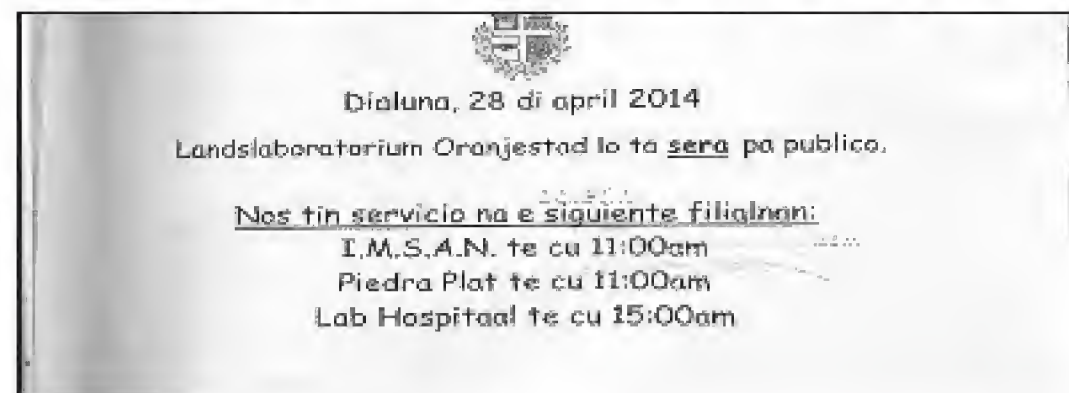 Dialuna, 28 di april 2014
Landslaboratorium Oranjestad lo ta sera pa publico.
Nos tin servicio na e siguiente filialnan:
I.M.S.A.N. te cu 11:00am
Piedra Plat te cu 11:00am
Lab Hospitaal te cu 15:00am